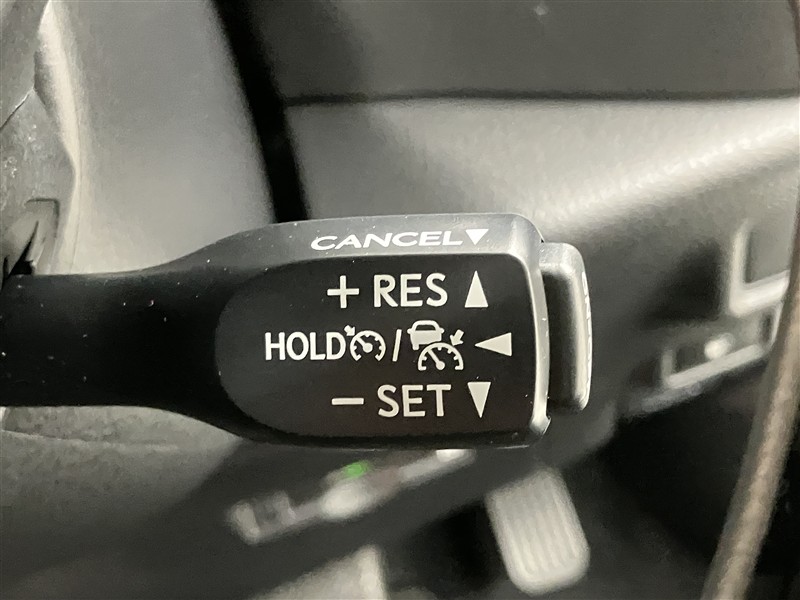 CANCEL▼
+ RES ▲
HOLD / ◀
− SET ▼